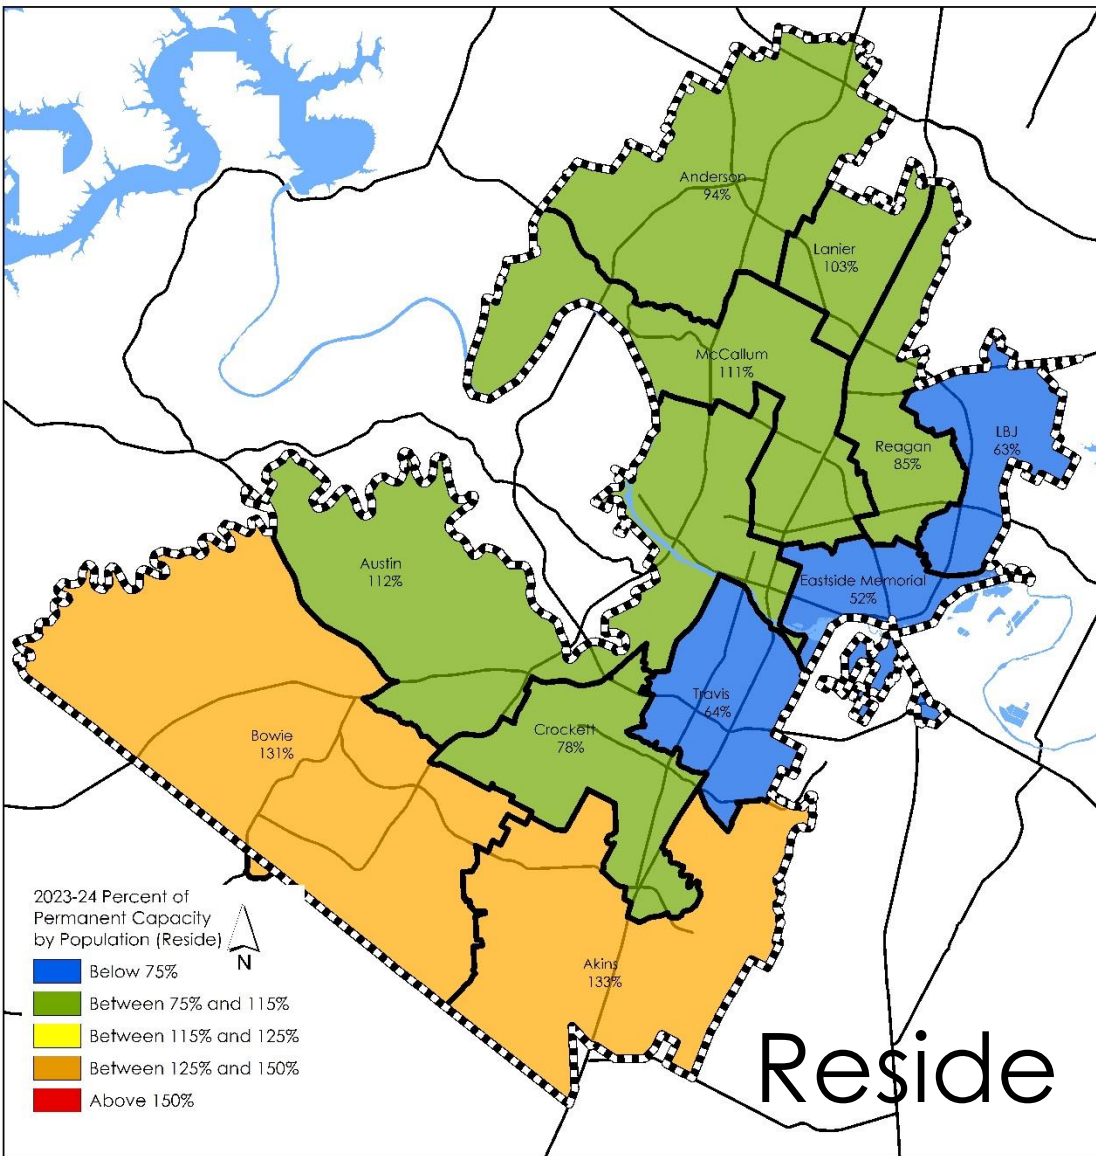 Anderson
94%
Lanier
103%
McCallum
111%
LBJ
63%
Reagan
85%
Austin
112%
Eastside Memorial
52%
Travis
64%
Crockett
78%
Bowie
131%
Akins
133%
2023-24 Percent of
Permanent Capacity
by Population (Reside)
N
Below 75%
Between 75% and 115%
Between 115% and 125%
Between 125% and 150%
Above 150%
Reside